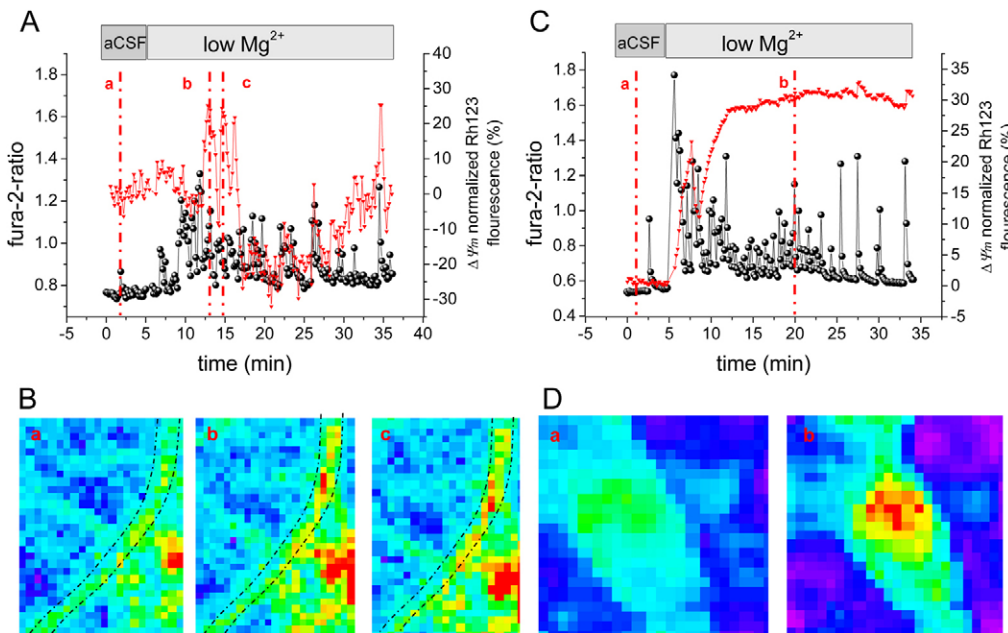 A
aCSF
low Mg2+
a
b
c
fura-2-ratio
1.8
1.6
1.4
1.2
1.0
0.8
40
30
20
10
0
-10
-20
-30
Δ Ψm normalized Rh123
flourescence (%)
-5 0 5 10 15 20 25 30 35 40
time (min)
C
aCSF
low Mg2+
a
b
fura-2-ratio
1.8
1.6
1.4
1.2
1.0
0.8
0.6
0.4
35
30
25
20
15
10
5
0
-5
Δ Ψm normalized Rh123
flourescence (%)
-5 0 5 10 15 20 25 30 35
time (min)
B
a
b
c
D
a
b